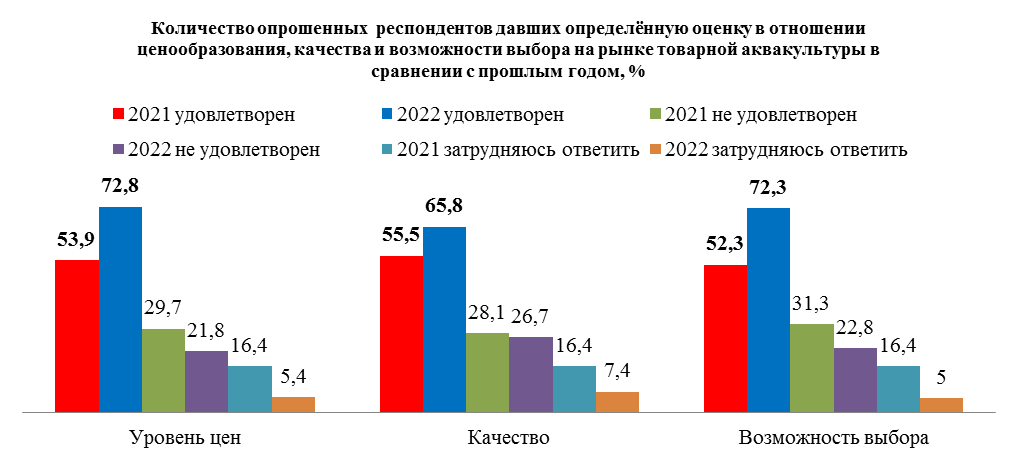 Количество опрошенных респондентов давших определённую оценку в отношении
ценообразования, качества и возможности выбора на рынке товарной аквакультуры в
сравнении с прошлым годом, %
2021 удовлетворен 2022 удовлетворен 2021 не удовлетворен
2022 не удовлетворен 2021 затрудняюсь ответить 2022 затрудняюсь ответить
53,9 72,8 29,7 21,8 16,4 5,4
55,5 65,8 28,1 26,7 16,4 7,4
52,3 72,3 31,3 22,8 16,4 5
Уровень цен Качество Возможность выбора